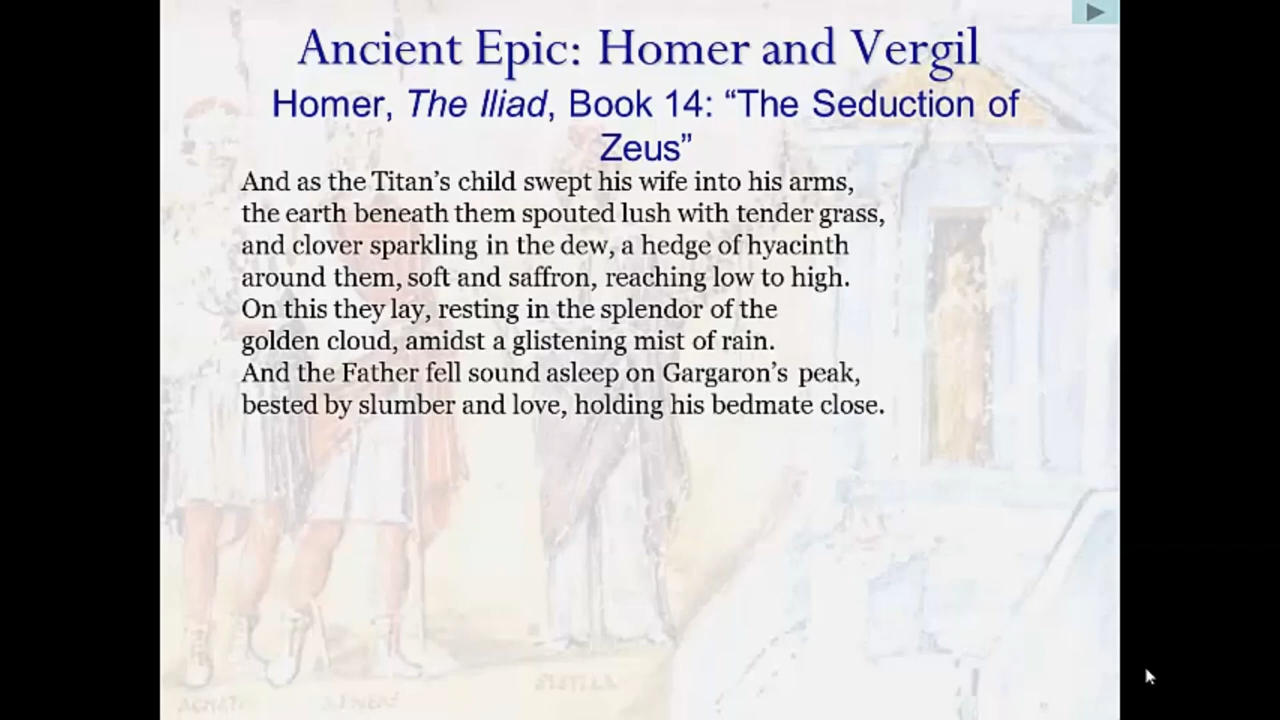 Ancient Epic: Homer and Vergil
Homer, The Iliad, Book 14: “The Seduction of
Zeus”
And as the Titan’s child swept his wife into his arms,
the earth beneath them spouted lush with tender grass,
and clover sparkling in the dew, a hedge of hyacinth
around them, soft and saffron, reaching low to high.
On this they lay, resting in the splendor of the
golden cloud, amidst a glistening mist of rain.
And the Father fell sound asleep on Gargaron’s peak,
bested by slumber and love, holding his bedmate close.